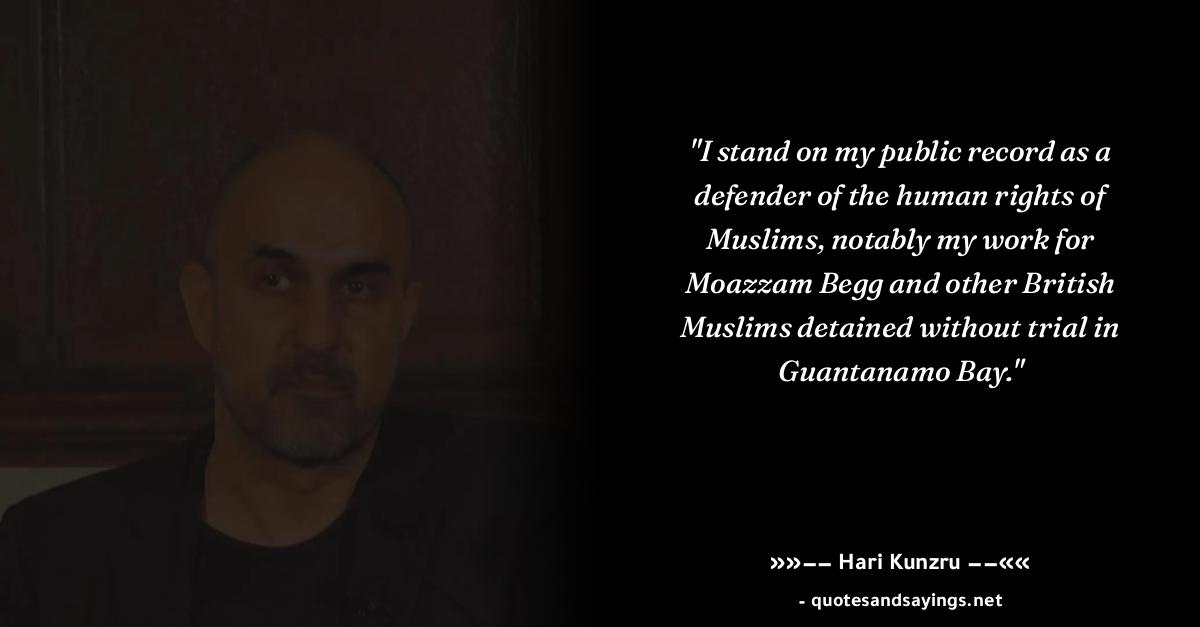 "I stand on my public record as a
defender of the human rights of
Muslims, notably my work for
Moazzam Begg and other British
Muslims detained without trial in
Guantanamo Bay."
»»–– Hari Kunzru ––««
- quotesandsayings.net